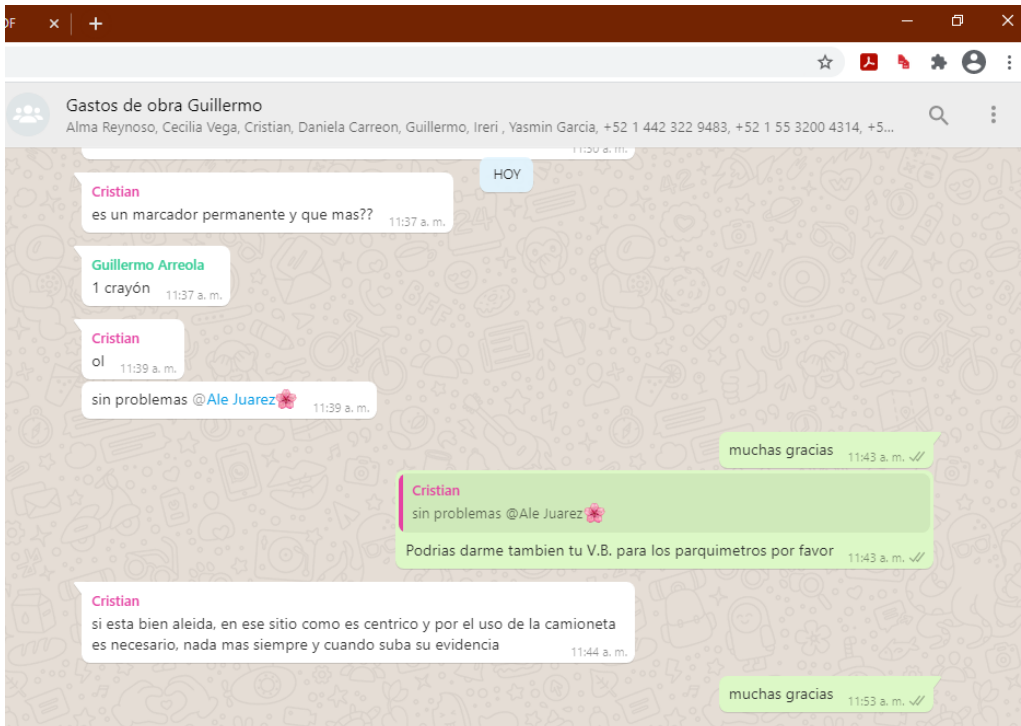 DF
Gastos de obra Guillermo
Alma Reynoso, Cecilia Vega, Cristian, Daniela Carreon, Guillermo, Ireri , Yasmin Garcia, +52 1 442 322 9483, +52 1 55 3200 4314, +5...
11:30 a. m.
HOY
Cristian
es un marcador permanente y que mas?? 11:37 a. m.
Guillermo Arreola
1 crayón 11:37 a. m.
Cristian
ol 11:39 a. m.
sin problemas @Ale Juarez🌸 11:39 a. m.
muchas gracias 11:43 a. m.
Cristian
sin problemas @Ale Juarez🌸
Podrias darme tambien tu V.B. para los parquimetros por favor 11:43 a. m.
Cristian
si esta bien aleida, en ese sitio como es centrico y por el uso de la camioneta
es necesario, nada mas siempre y cuando suba su evidencia 11:44 a. m.
muchas gracias 11:53 a. m.